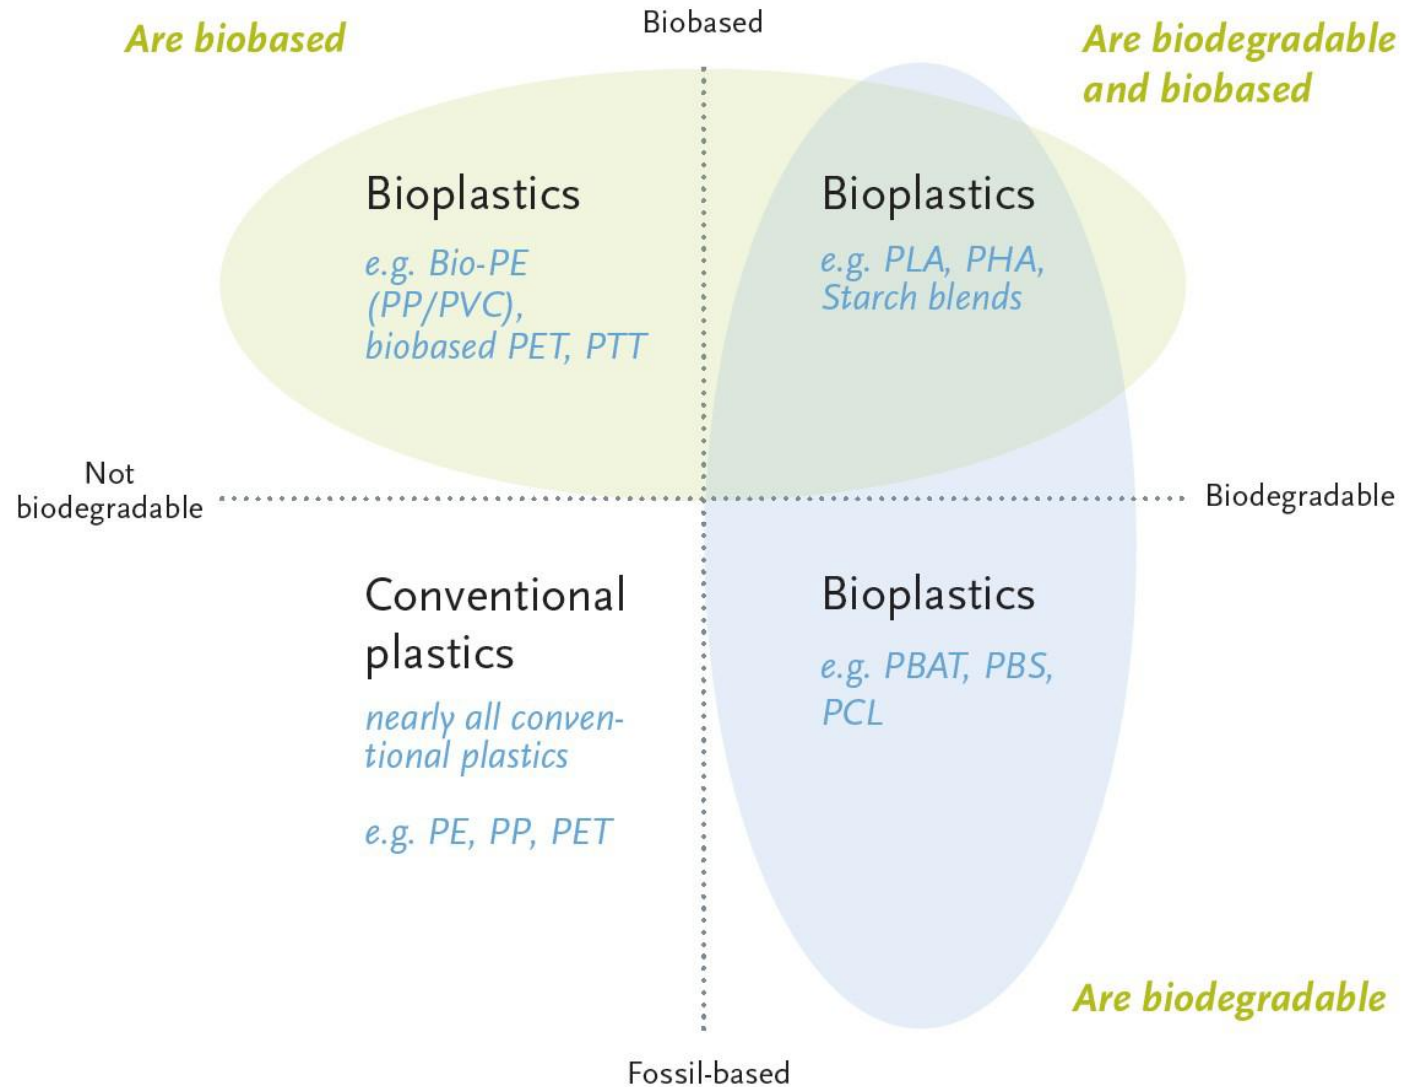 Are biobased
Biobased
Are biodegradable
and biobased
Bioplastics
e.g. Bio-PE
(PP/PVC),
biobased PET, PTT
Bioplastics
e.g. PLA, PHA,
Starch blends
Not
biodegradable
Biodegradable
Conventional
plastics
nearly all conven-
tional plastics
e.g. PE, PP, PET
Bioplastics
e.g. PBAT, PBS,
PCL
Are biodegradable
Fossil-based